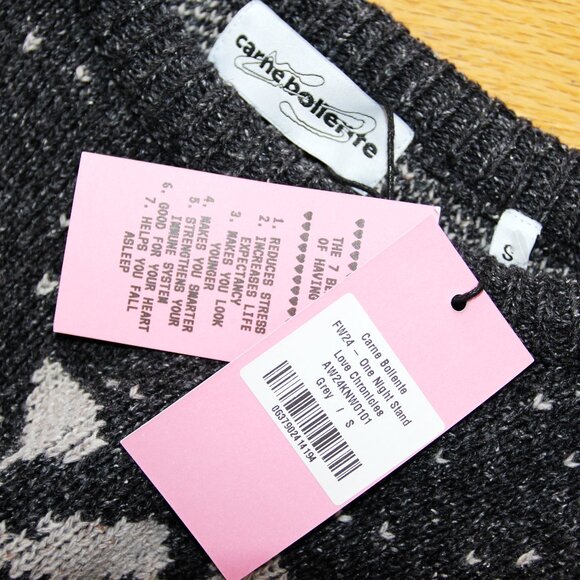 carne bollente
S
♥♥♥♥♥♥♥♥♥♥
THE 7 B
OF HAVING
♥♥♥♥♥♥♥♥♥♥
1. REDUCES STRESS
2. INCREASES LIFE
EXPECTANCY
3. MAKES YOU LOOK
YOUNGER
4. MAKES YOU SMARTER
5. STRENGTHENS YOUR
IMMUNE SYSTEM
6. GOOD FOR YOUR HEART
7. HELPS YOU FALL
ASLEEP
Carne Bollente
FW24 – One Night Stand
Love Chronicles
AW24KNW0101
Grey / S
0631902414194